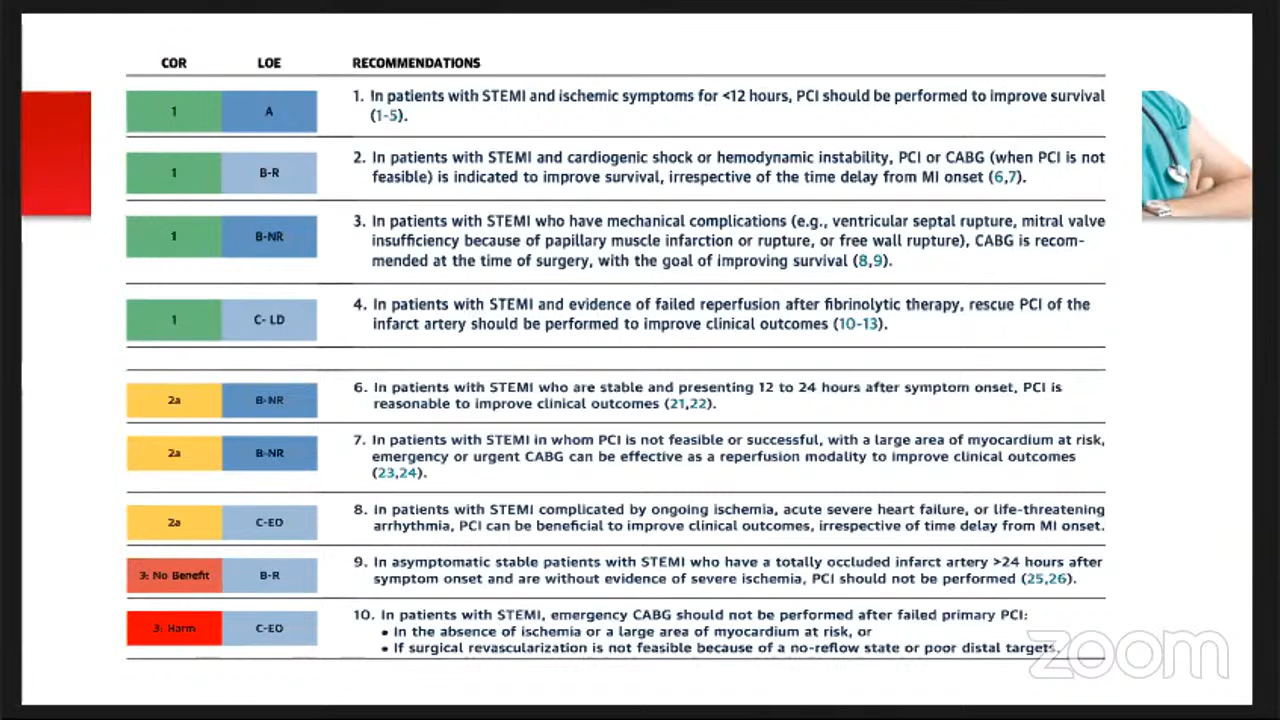 COR LOE RECOMMENDATIONS
1 A 1. In patients with STEMI and ischemic symptoms for <12 hours, PCI should be performed to improve survival
(1-5).
1 B-R 2. In patients with STEMI and cardiogenic shock or hemodynamic instability, PCI or CABG (when PCI is not
feasible) is indicated to improve survival, irrespective of the time delay from MI onset (6,7).
1 B-NR 3. In patients with STEMI who have mechanical complications (e.g., ventricular septal rupture, mitral valve
insufficiency because of papillary muscle infarction or rupture, or free wall rupture), CABG is recom-
mended at the time of surgery, with the goal of improving survival (8,9).
1 C- LD 4. In patients with STEMI and evidence of failed reperfusion after fibrinolytic therapy, rescue PCI of the
infarct artery should be performed to improve clinical outcomes (10-13).
2a B-NR 6. In patients with STEMI who are stable and presenting 12 to 24 hours after symptom onset, PCI is
reasonable to improve clinical outcomes (21,22).
2a B-NR 7. In patients with STEMI in whom PCI is not feasible or successful, with a large area of myocardium at risk,
emergency or urgent CABG can be effective as a reperfusion modality to improve clinical outcomes
(23,24).
2a C-EO 8. In patients with STEMI complicated by ongoing ischemia, acute severe heart failure, or life-threatening
arrhythmia, PCI can be beneficial to improve clinical outcomes, irrespective of time delay from MI onset.
3: No Benefit B-R 9. In asymptomatic stable patients with STEMI who have a totally occluded infarct artery >24 hours after
symptom onset and are without evidence of severe ischemia, PCI should not be performed (25,26).
3: Harm C-EO 10. In patients with STEMI, emergency CABG should not be performed after failed primary PCI:
• In the absence of ischemia or a large area of myocardium at risk, or
• If surgical revascularization is not feasible because of a no-reflow state or poor distal targets.
zoom